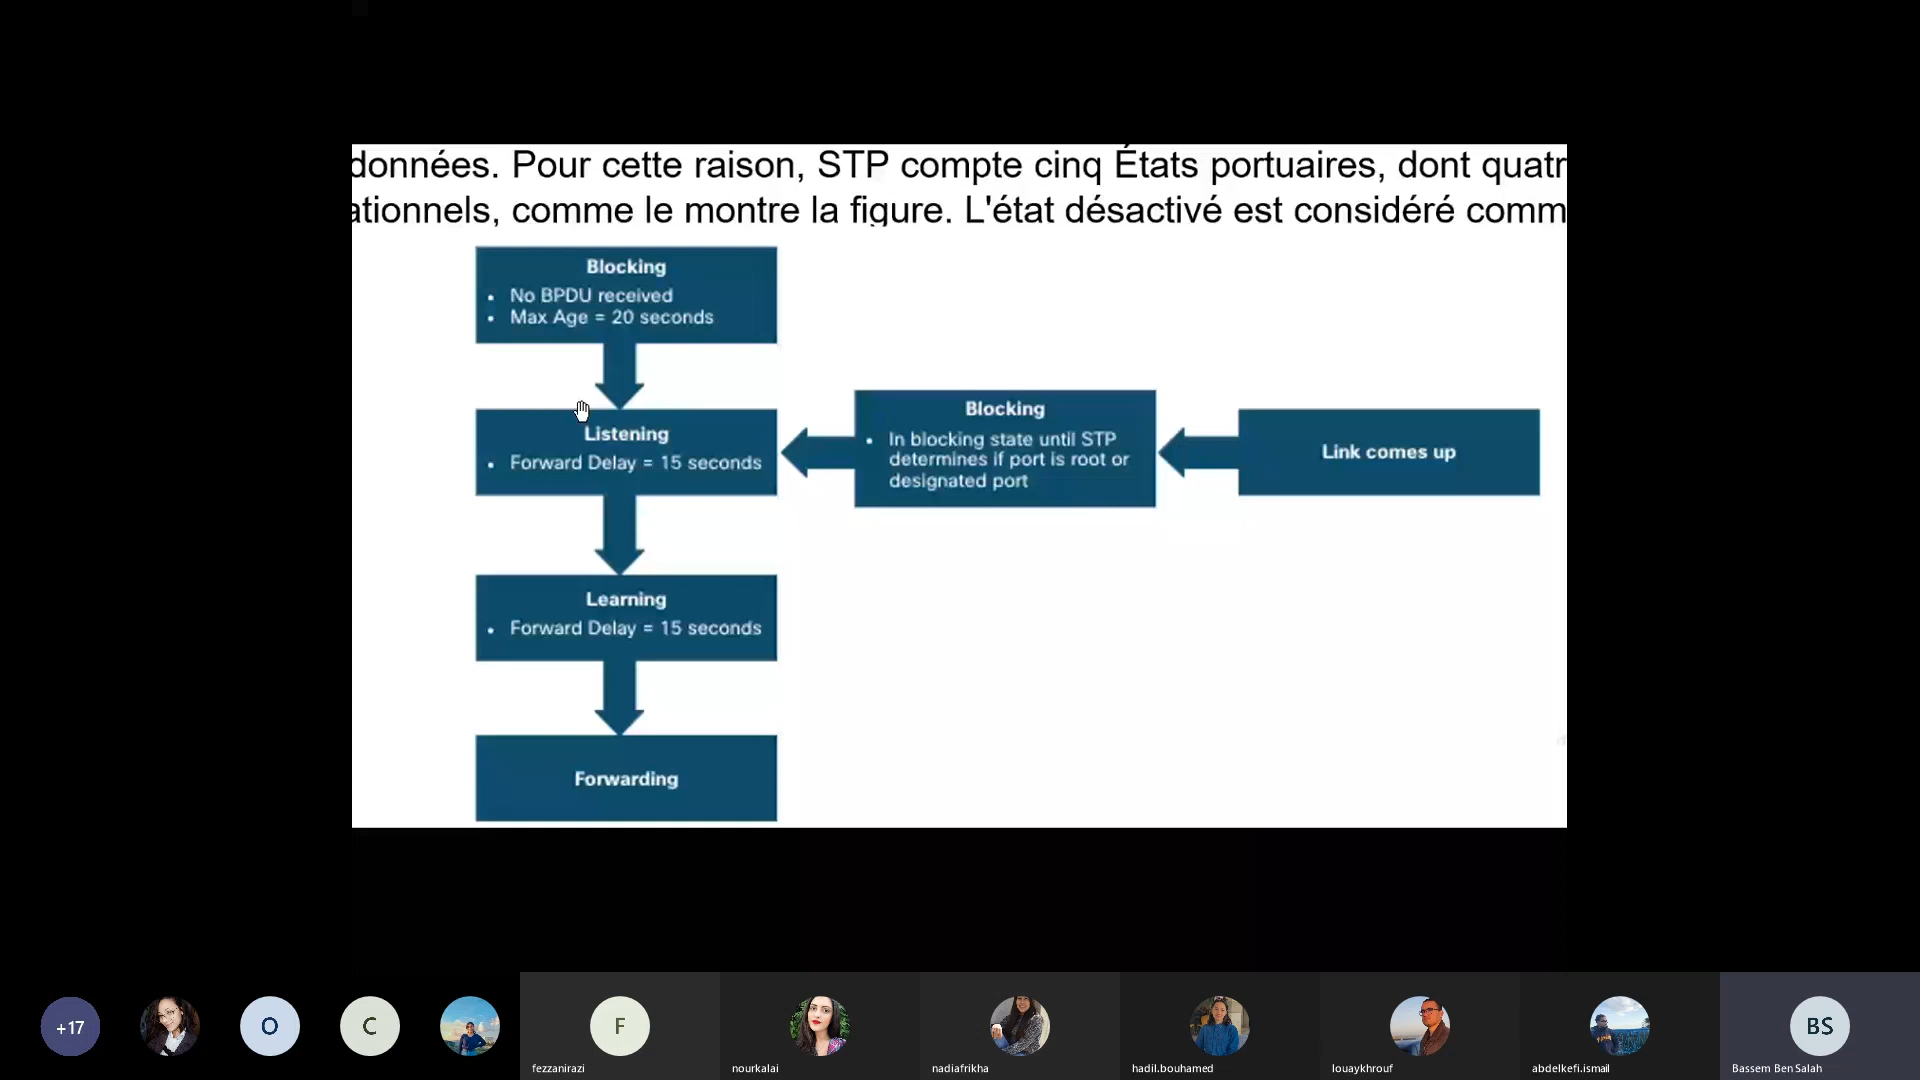 données. Pour cette raison, STP compte cinq États portuaires, dont quatr
ationnels, comme le montre la figure. L'état désactivé est considéré comm
Blocking
• No BPDU received
• Max Age = 20 seconds
Listening
• Forward Delay = 15 seconds
Blocking
• In blocking state until STP
determines if port is root or
designated port
Link comes up
Learning
• Forward Delay = 15 seconds
Forwarding
+17
O
C
F
BS
fezzanirazi
nourkalai
nadiafrikha
hadil.bouhamed
louaykhrouf
abdelkefi.ismail
Bassem Ben Salah